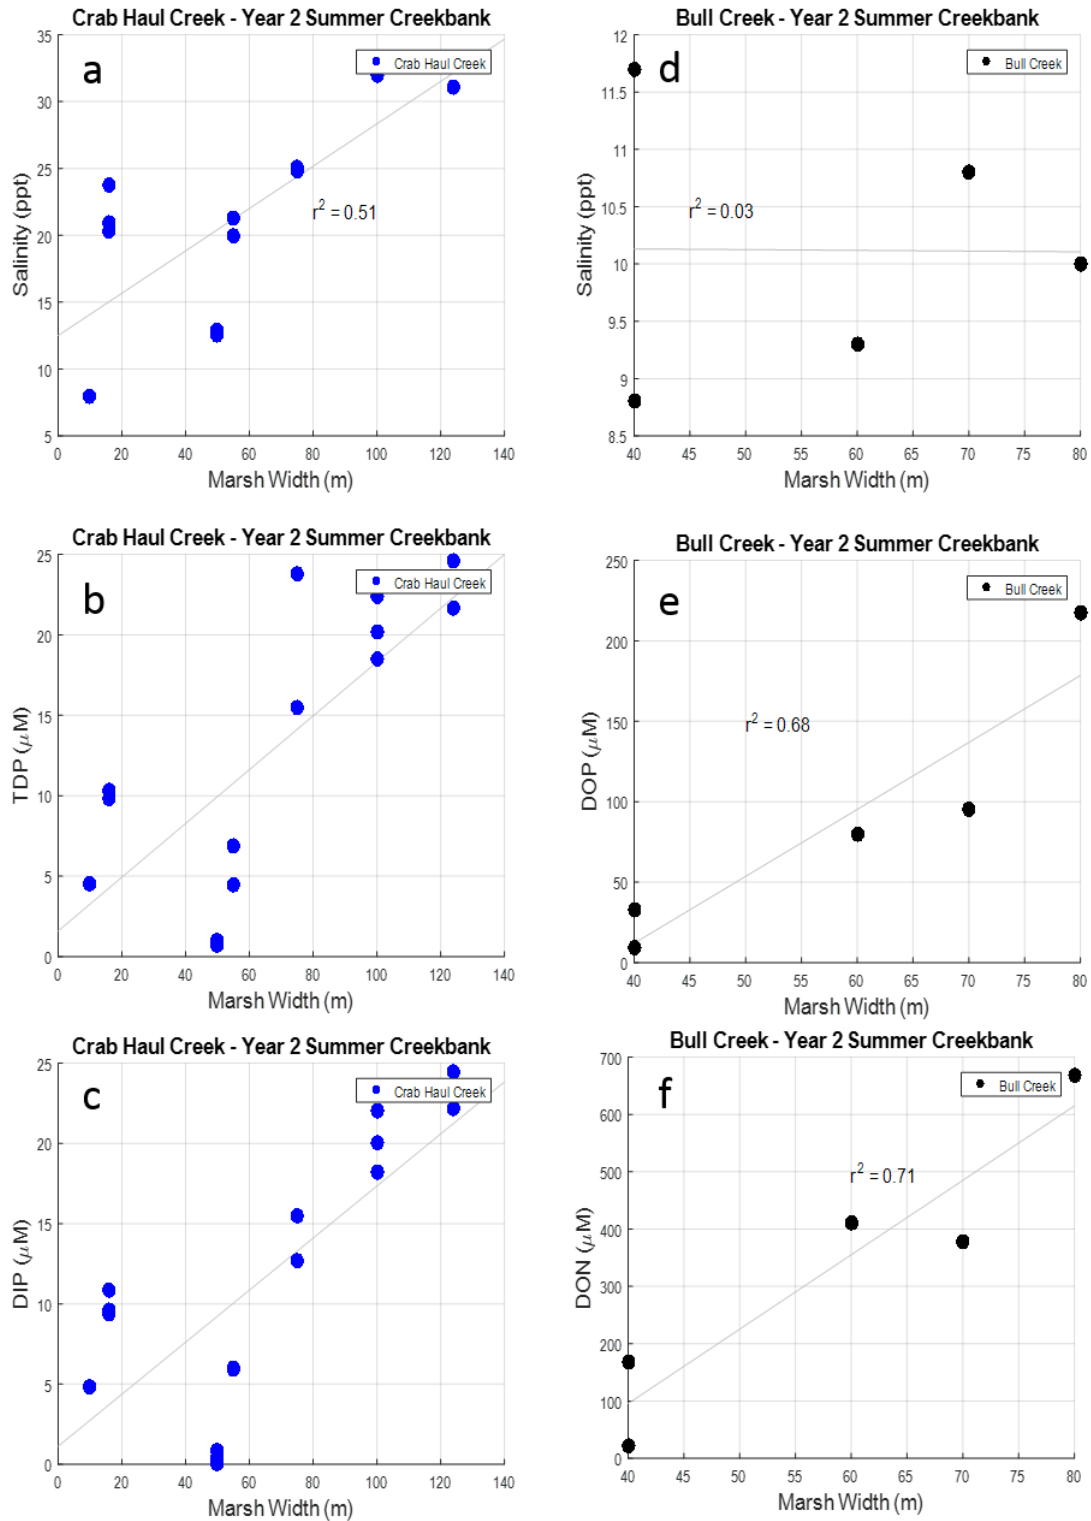 Crab Haul Creek - Year 2 Summer Creekbank
a
Crab Haul Creek
r² = 0.51
Salinity (ppt)
35
30
25
20
15
10
5
0 20 40 60 80 100 120 140
Marsh Width (m)
Bull Creek - Year 2 Summer Creekbank
d
Bull Creek
r² = 0.03
Salinity (ppt)
12
11.5
11
10.5
10
9.5
9
8.5
40 45 50 55 60 65 70 75 80
Marsh Width (m)
Crab Haul Creek - Year 2 Summer Creekbank
b
Crab Haul Creek
TDP (μM)
25
20
15
10
5
0
0 20 40 60 80 100 120 140
Marsh Width (m)
Bull Creek - Year 2 Summer Creekbank
e
Bull Creek
r² = 0.68
DOP (μM)
250
200
150
100
50
0
40 45 50 55 60 65 70 75 80
Marsh Width (m)
Crab Haul Creek - Year 2 Summer Creekbank
c
Crab Haul Creek
DIP (μM)
25
20
15
10
5
0
0 20 40 60 80 100 120 140
Marsh Width (m)
Bull Creek - Year 2 Summer Creekbank
f
Bull Creek
r² = 0.71
DON (μM)
700
600
500
400
300
200
100
0
40 45 50 55 60 65 70 75 80
Marsh Width (m)